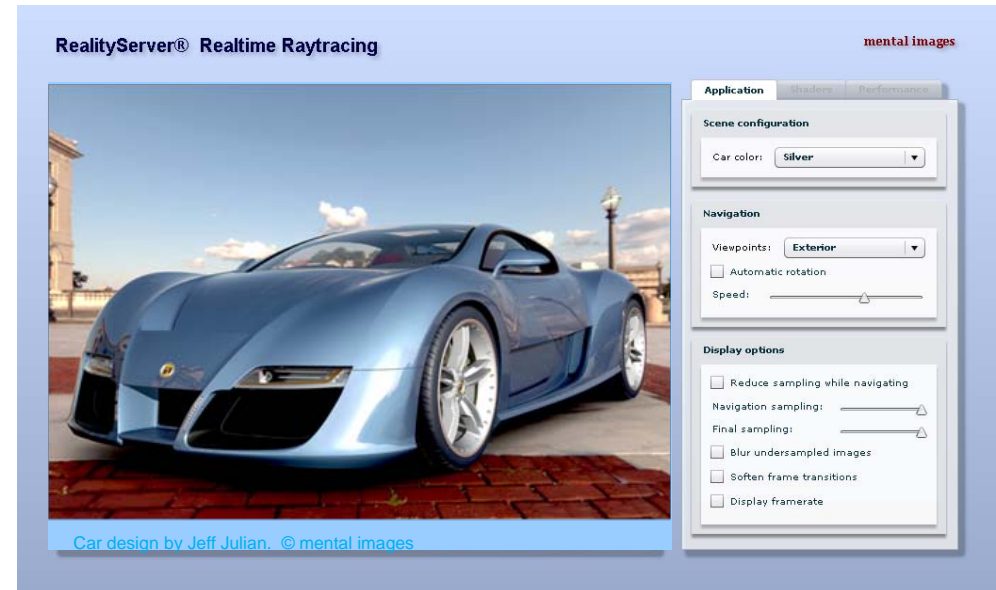 RealityServer® Realtime Raytracing
mental images
Application Shaders Performance
Scene configuration
Car color: Silver
Navigation
Viewpoints: Exterior
Automatic rotation
Speed:
Display options
Reduce sampling while navigating
Navigation sampling:
Final sampling:
Blur undersampled images
Soften frame transitions
Display framerate
Car design by Jeff Julian. © mental images